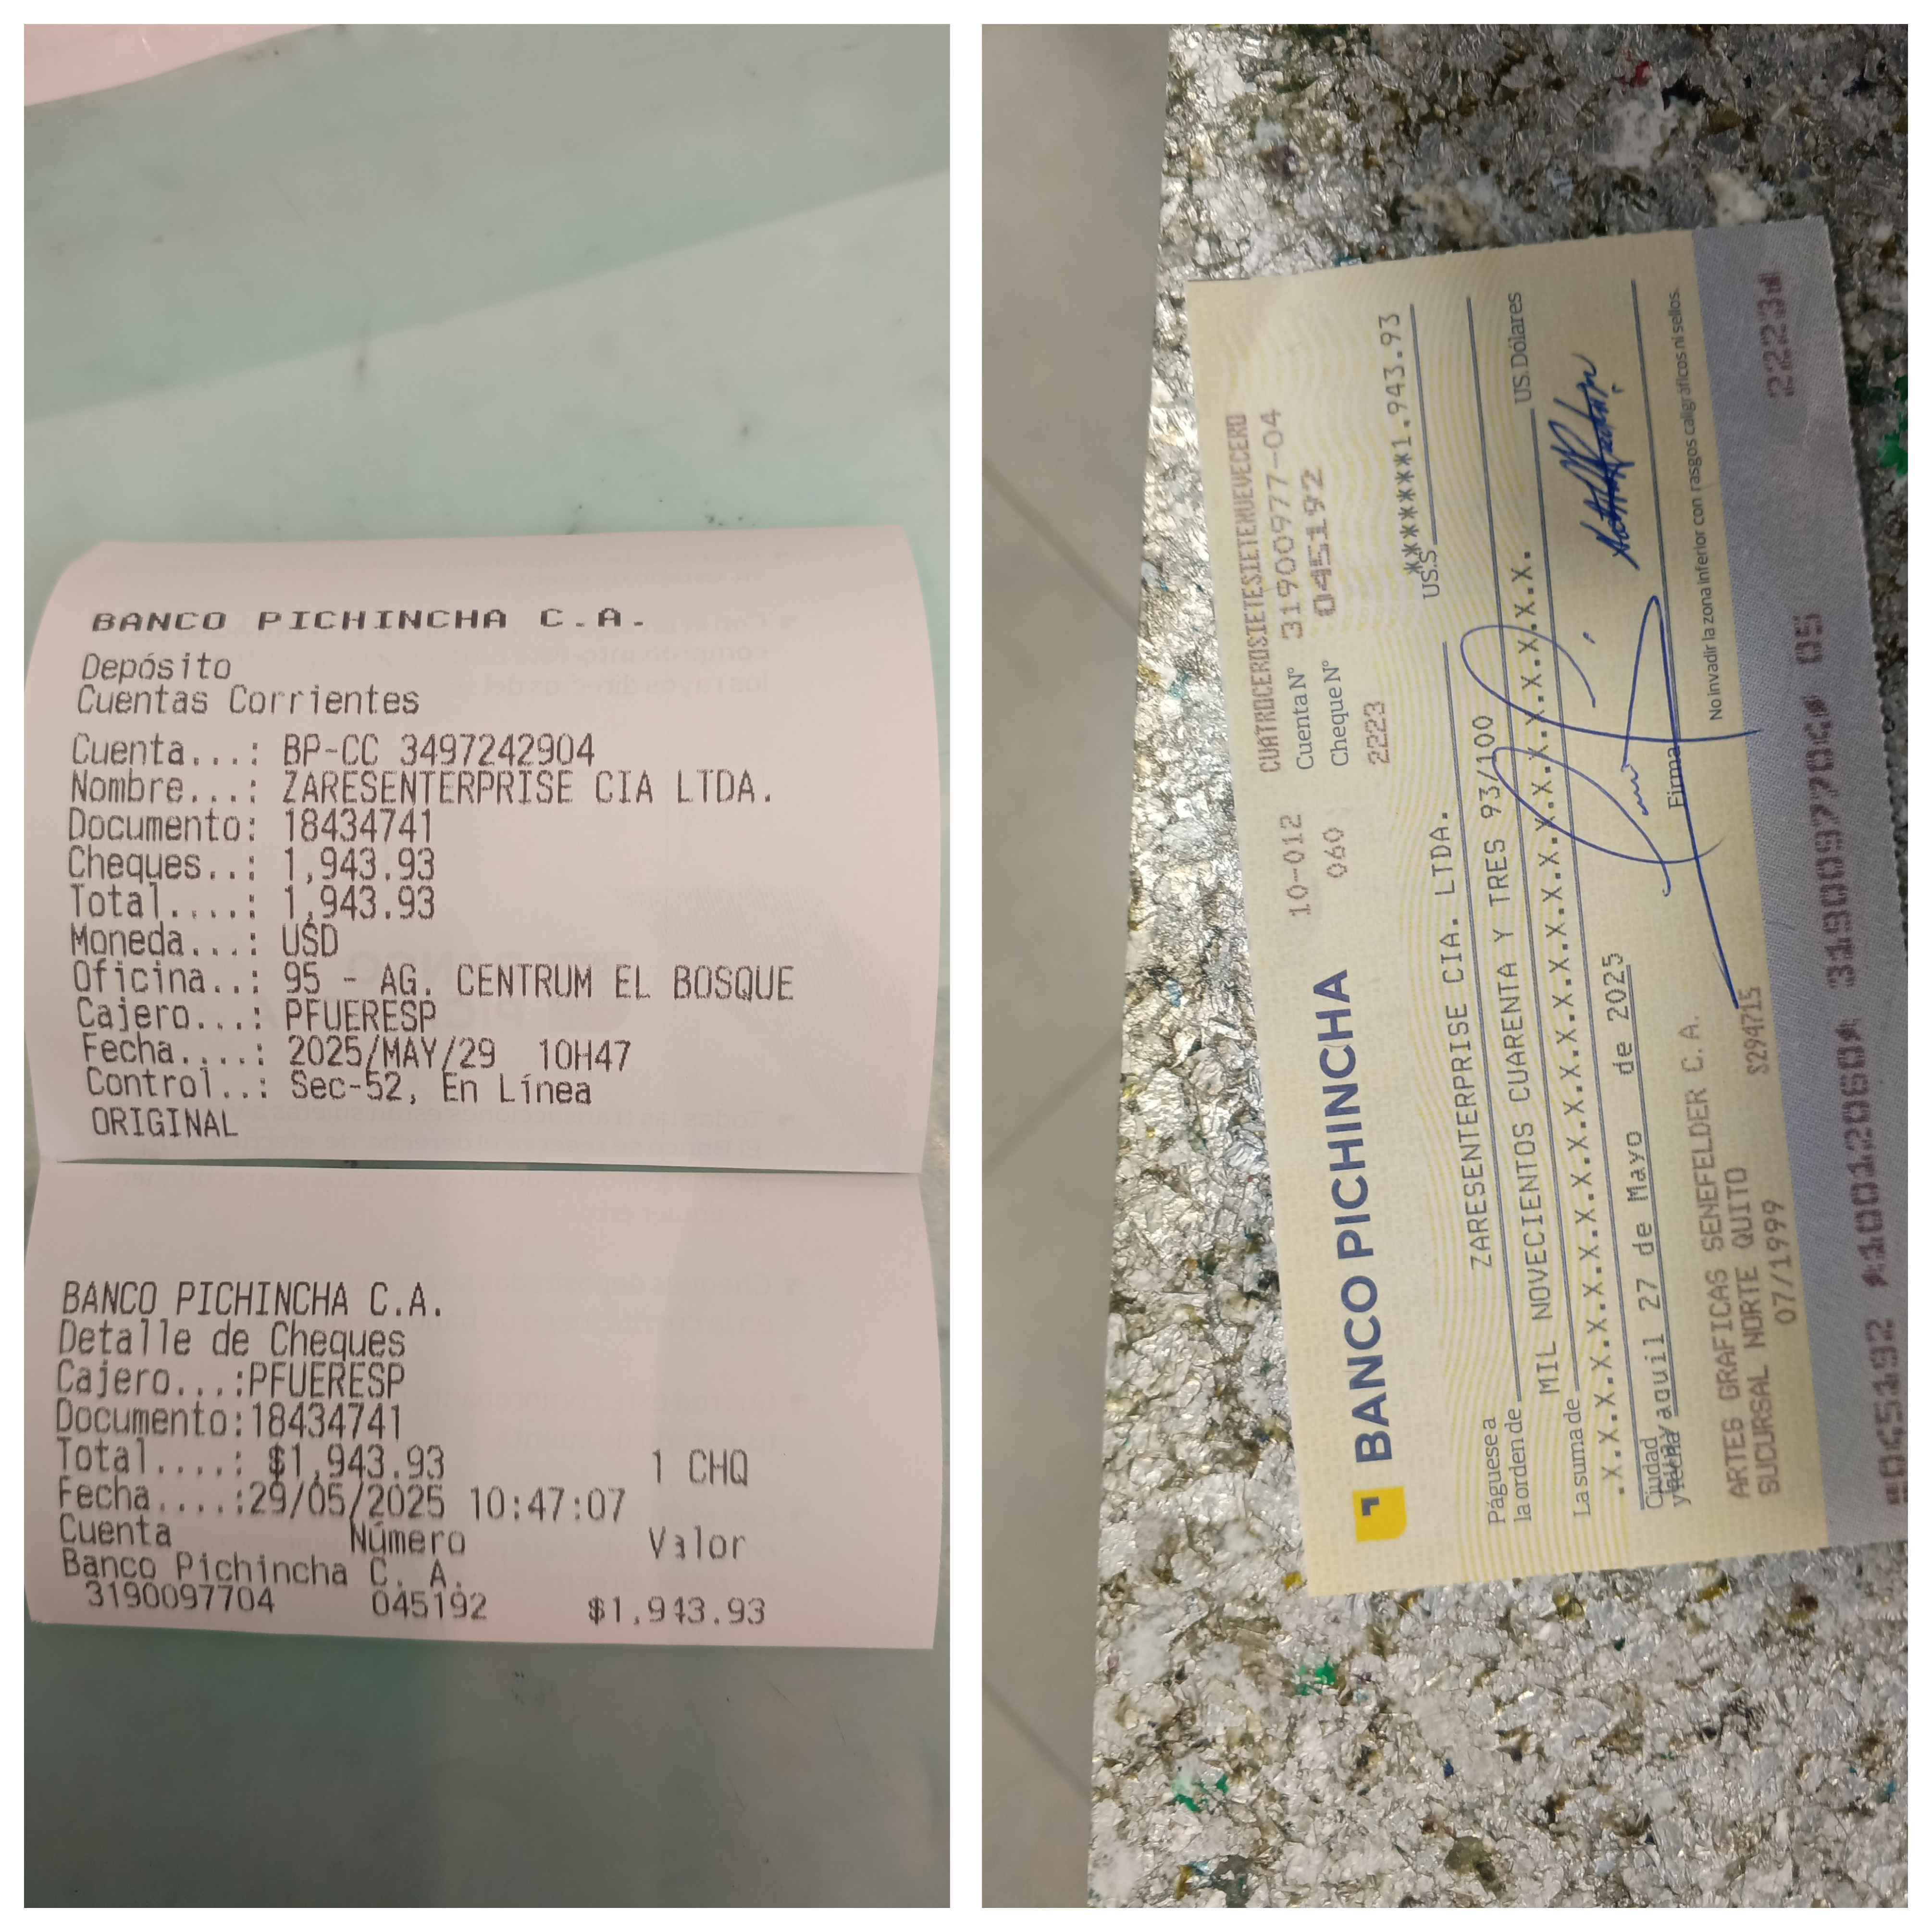 BANCO PICHINCHA C.A.
Depósito
Cuentas Corrientes
Cuenta...: BP-CC 3497242904
Nombre...: ZARESENTERPRISE CIA LTDA.
Documento: 18434741
Cheques..: 1,943.93
Total....: 1,943.93
Moneda...: USD
Oficina..: 95 - AG. CENTRUM EL BOSQUE
Cajero...: PFUERESP
Fecha....: 2025/MAY/29 10H47
Control..: Sec-52, En Línea
ORIGINAL
BANCO PICHINCHA C.A.
Detalle de Cheques
Cajero...:PFUERESP
Documento:18434741
Total....: $1,943.93 1 CHQ
Fecha....:29/05/2025 10:47:07
Cuenta Número Valor
Banco Pichincha C. A.
3190097704 045192 $1,943.93
CUATROCEROSIETESIETENUEVECERO
BANCO PICHINCHA 10-012 Cuenta Nº 31900977-04
060 Cheque Nº 045192
2223
US.$ *******1.943.93
Páguese a
la orden de ZARESENTERPRISE CIA. LTDA.
La suma de MIL NOVECIENTOS CUARENTA Y TRES 93/100
US.Dólares
Ciudad
y fecha 27 de Mayo de 2025
ARTES GRAFICAS SENEFELDER C. A.
SUCURSAL NORTE QUITO S294715
07/1999
Firma
No invadir la zona inferior con rasgos caligráficos ni sellos.
2223